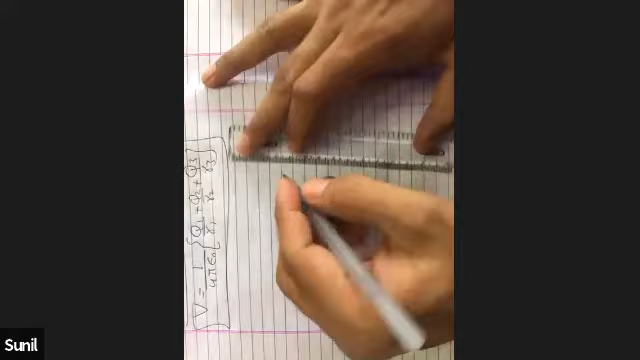 V = 1/4πε₀ [Q₁/r₁ + Q₂/r₂ + Q₃/r₃]
Sunil